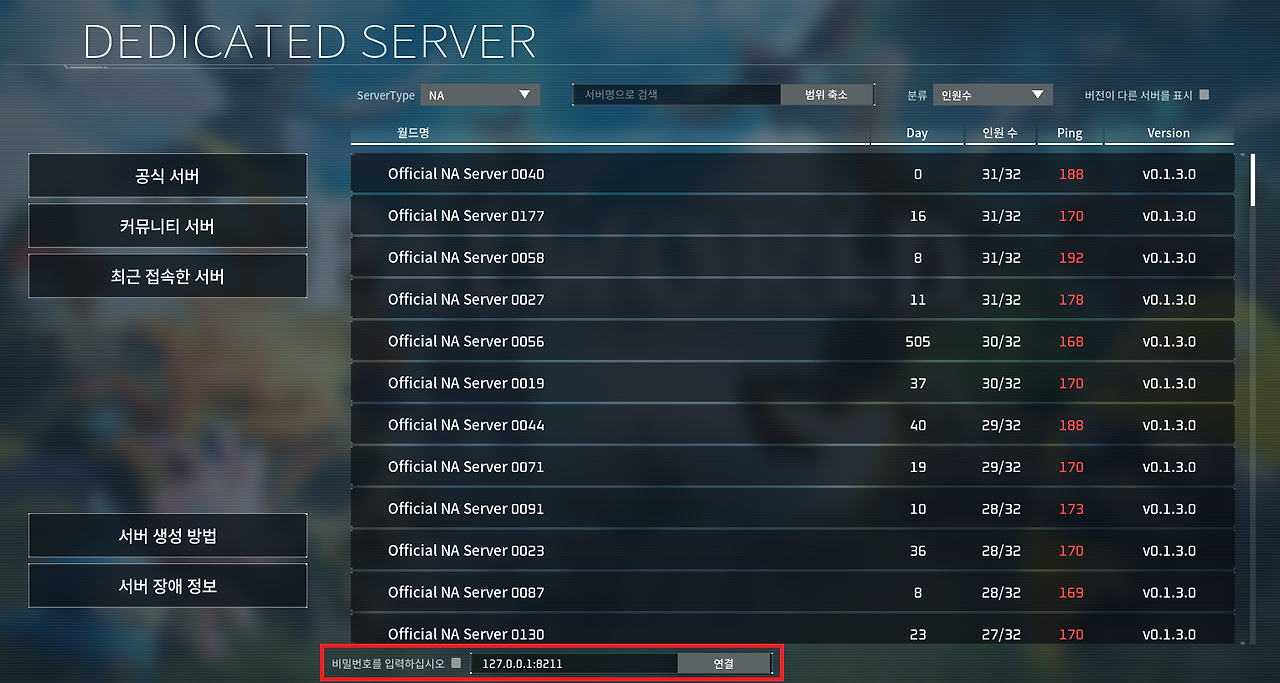 DEDICATED SERVER
ServerType NA 서버명으로 검색 범위 축소 분류 인원수 버전이 다른 서버를 표시
월드명 Day 인원 수 Ping Version
공식 서버
커뮤니티 서버
최근 접속한 서버
서버 생성 방법
서버 장애 정보
Official NA Server 0040 0 31/32 188 v0.1.3.0
Official NA Server 0177 16 31/32 170 v0.1.3.0
Official NA Server 0058 8 31/32 192 v0.1.3.0
Official NA Server 0027 11 31/32 178 v0.1.3.0
Official NA Server 0056 505 30/32 168 v0.1.3.0
Official NA Server 0019 37 30/32 170 v0.1.3.0
Official NA Server 0044 40 29/32 188 v0.1.3.0
Official NA Server 0071 19 29/32 170 v0.1.3.0
Official NA Server 0091 10 28/32 173 v0.1.3.0
Official NA Server 0023 36 28/32 170 v0.1.3.0
Official NA Server 0087 8 28/32 169 v0.1.3.0
Official NA Server 0130 23 27/32 170 v0.1.3.0
비밀번호를 입력하십시오 127.0.0.1:8211 연결